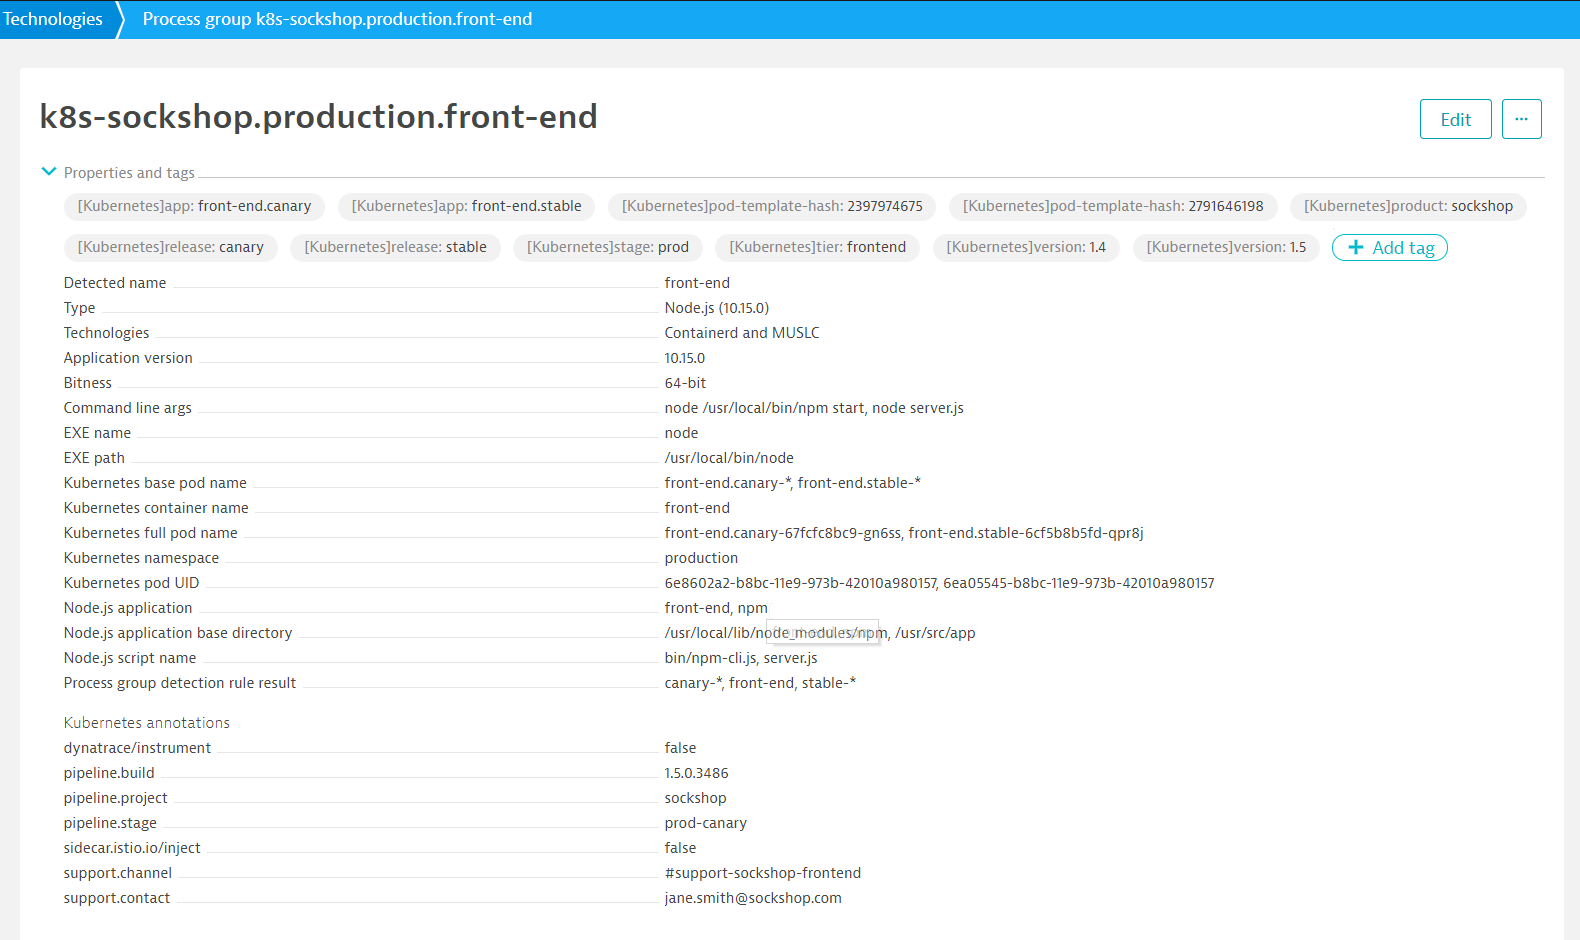 Technologies Process group k8s-sockshop.production.front-end
k8s-sockshop.production.front-end
Edit ...
Properties and tags
[Kubernetes]app: front-end.canary [Kubernetes]app: front-end.stable [Kubernetes]pod-template-hash: 2397974675 [Kubernetes]pod-template-hash: 2791646198 [Kubernetes]product: sockshop
[Kubernetes]release: canary [Kubernetes]release: stable [Kubernetes]stage: prod [Kubernetes]tier: frontend [Kubernetes]version: 1.4 [Kubernetes]version: 1.5 + Add tag
Detected name front-end
Type Node.js (10.15.0)
Technologies Containerd and MUSLC
Application version 10.15.0
Bitness 64-bit
Command line args node /usr/local/bin/npm start, node server.js
EXE name node
EXE path /usr/local/bin/node
Kubernetes base pod name front-end.canary-*, front-end.stable-*
Kubernetes container name front-end
Kubernetes full pod name front-end.canary-67fcfc8bc9-gn6ss, front-end.stable-6cf5b8b5fd-qpr8j
Kubernetes namespace production
Kubernetes pod UID 6e8602a2-b8bc-11e9-973b-42010a980157, 6ea05545-b8bc-11e9-973b-42010a980157
Node.js application front-end, npm
Node.js application base directory /usr/local/lib/node_modules/npm, /usr/src/app
Node.js script name bin/npm-cli.js, server.js
Process group detection rule result canary-*, front-end, stable-*
Kubernetes annotations
dynatrace/instrument false
pipeline.build 1.5.0.3486
pipeline.project sockshop
pipeline.stage prod-canary
sidecar.istio.io/inject false
support.channel #support-sockshop-frontend
support.contact jane.smith@sockshop.com